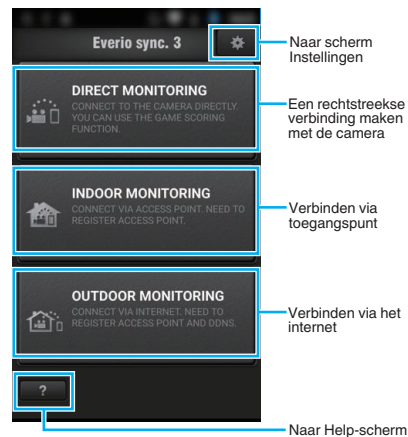 Everio sync. 3
Naar scherm
Instellingen
DIRECT MONITORING
CONNECT TO THE CAMERA DIRECTLY.
YOU CAN USE THE GAME SCORING
FUNCTION.
Een rechtstreekse
verbinding maken
met de camera
INDOOR MONITORING
CONNECT VIA ACCESS POINT. NEED TO
REGISTER ACCESS POINT.
Verbinden via
toegangspunt
OUTDOOR MONITORING
CONNECT VIA INTERNET. NEED TO
REGISTER ACCESS POINT AND DDNS.
Verbinden via het
internet
?
Naar Help-scherm